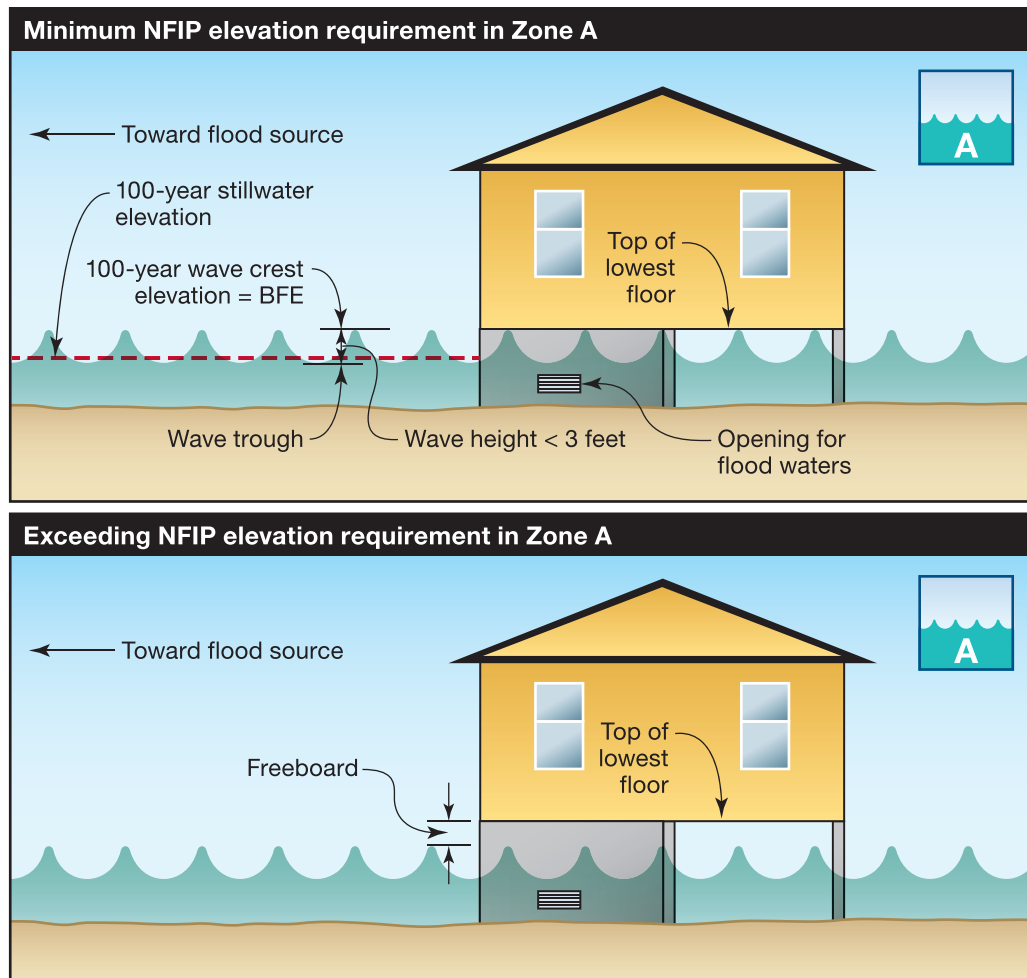 Minimum NFIP elevation requirement in Zone A
A
Toward flood source
100-year stillwater
elevation
100-year wave crest
elevation = BFE
Top of
lowest
floor
Wave trough
Wave height < 3 feet
Opening for
flood waters
Exceeding NFIP elevation requirement in Zone A
A
Toward flood source
Freeboard
Top of
lowest
floor